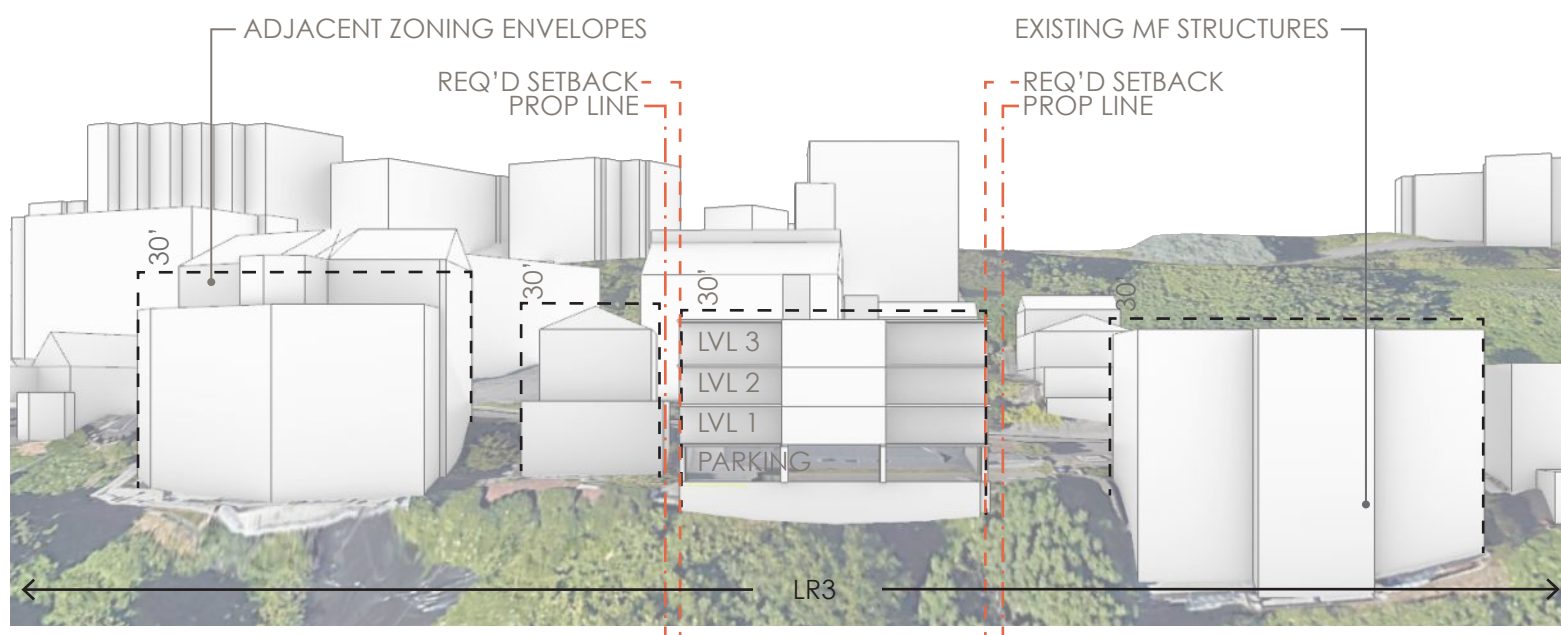 ADJACENT ZONING ENVELOPES
EXISTING MF STRUCTURES
REQ'D SETBACK
PROP LINE
REQ'D SETBACK
PROP LINE
30'
30'
30'
30'
LVL 3
LVL 2
LVL 1
PARKING
LR3